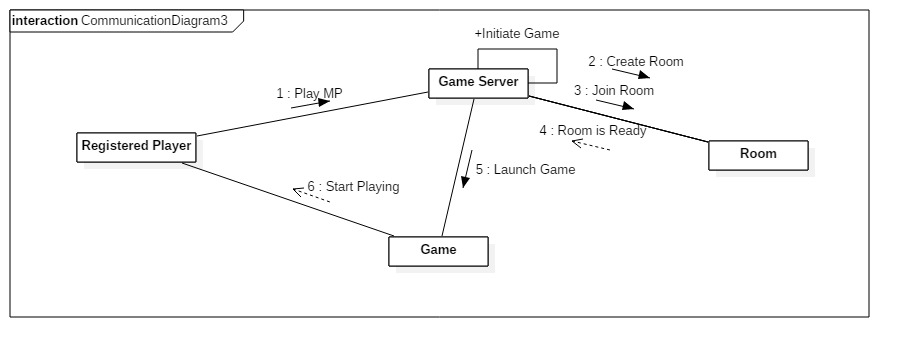 interaction CommunicationDiagram3
+Initiate Game
2 : Create Room
Game Server
3 : Join Room
1 : Play MP
4 : Room is Ready
Registered Player
Room
5 : Launch Game
6 : Start Playing
Game